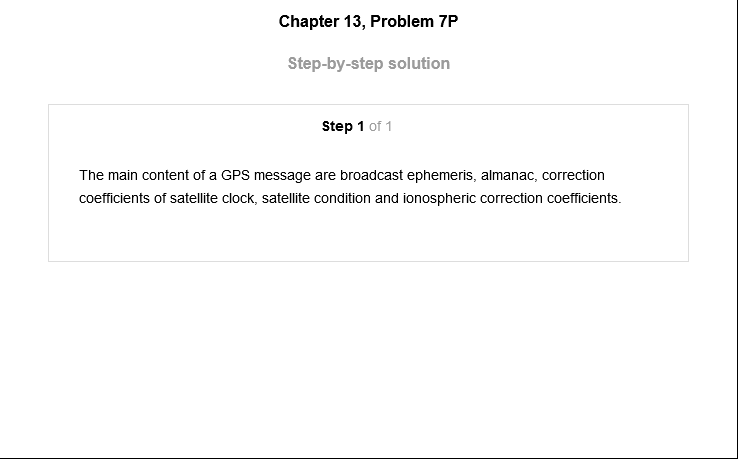 Chapter 13, Problem 7P
Step-by-step solution
Step 1 of 1
The main content of a GPS message are broadcast ephemeris, almanac, correction
coefficients of satellite clock, satellite condition and ionospheric correction coefficients.